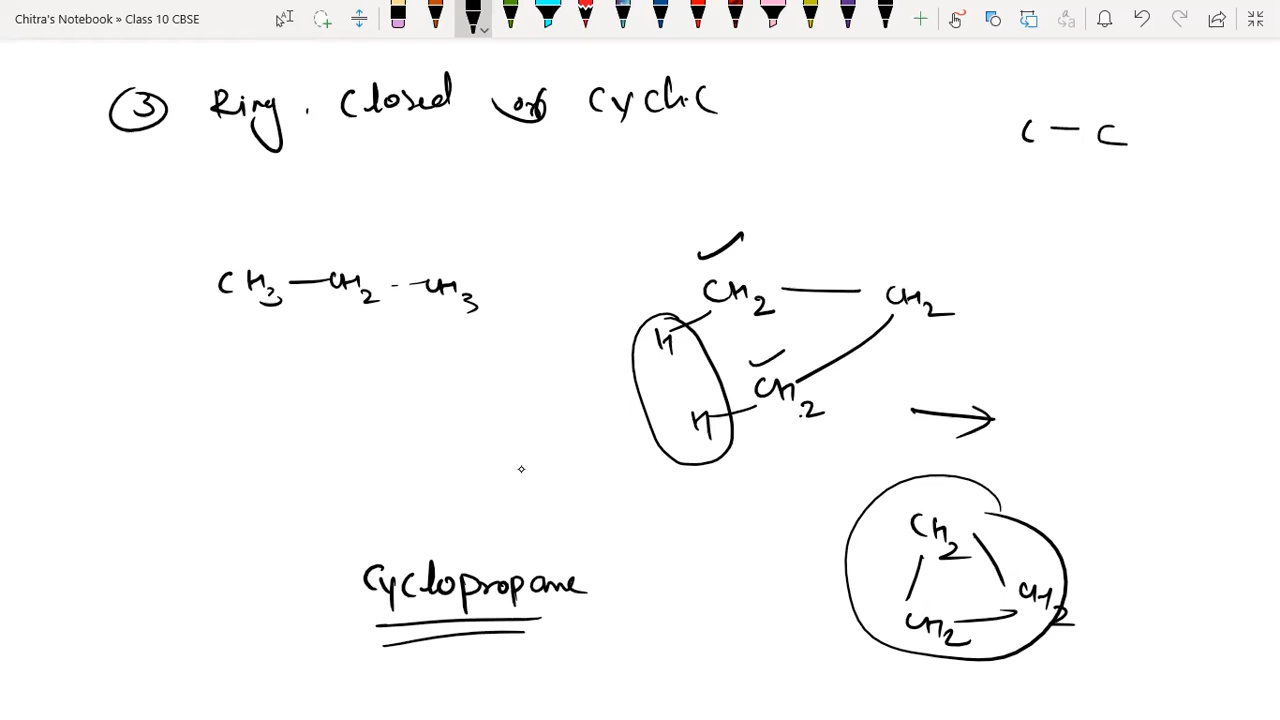 Chitra's Notebook » Class 10 CBSE
③ Ring. Closed or Cyclic
C — C
CH3 — CH2 - - CH3
CH2 — CH2
H
CH2
H
CH2
Cyclopropane
CH2
CH2